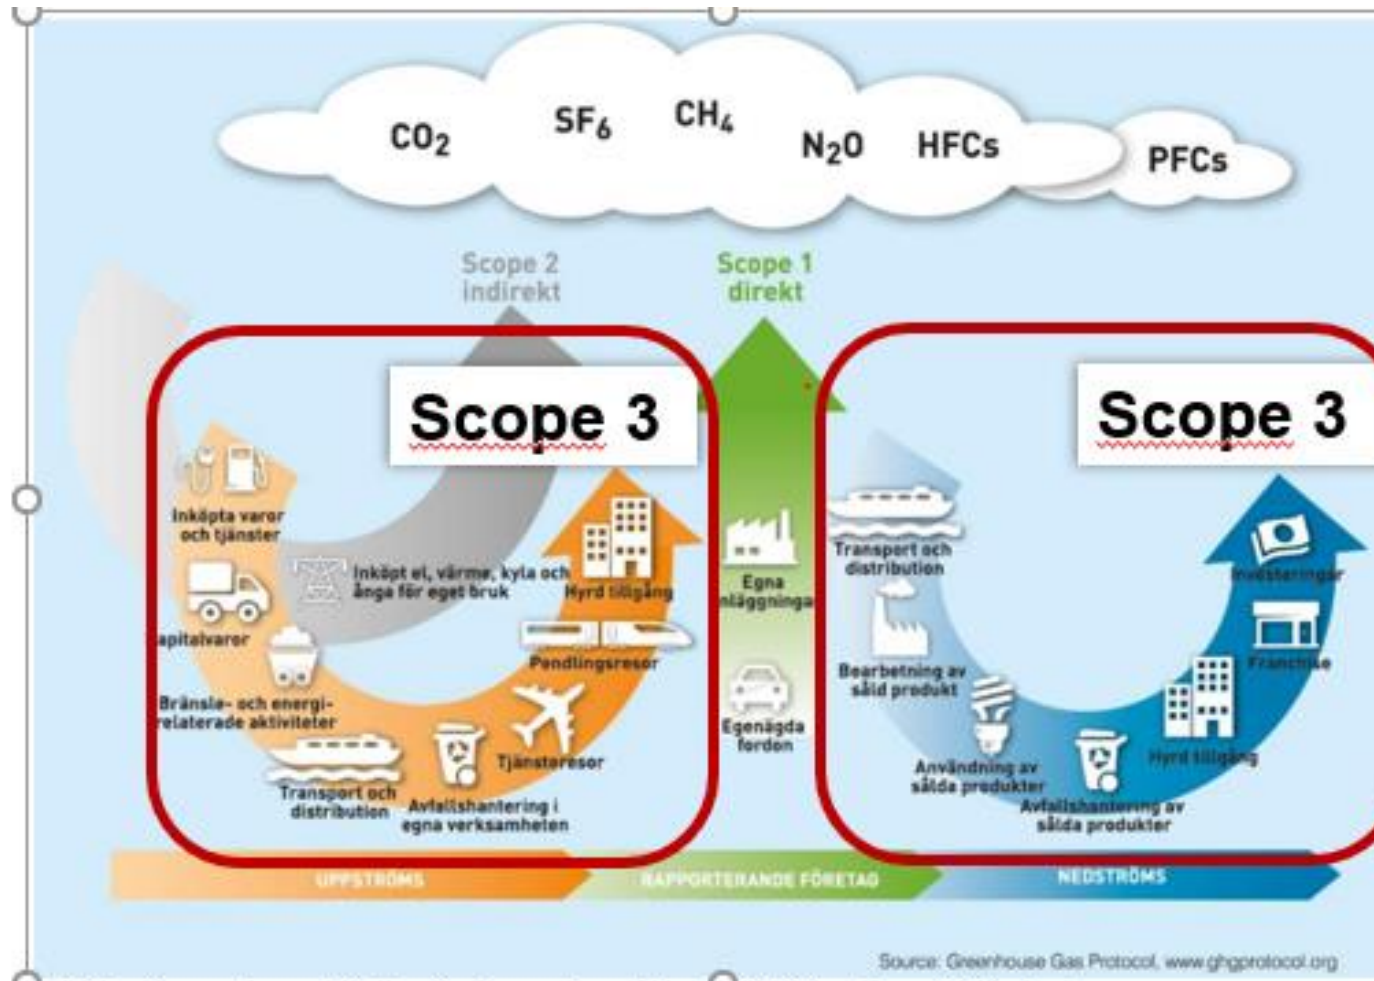 CO2
SF6
CH4
N2O
HFCs
PFCs
Scope 2
indirekt
Scope 1
direkt
Scope 3
Scope 3
Inköpta varor
och tjänster
Inköpt el, värme, kyla och
ånga för eget bruk
apitalvaror
Bränsle- och energi-
relaterade aktiviteter
Transport och
distribution
Avfallshantering i
egna verksamheten
Tjänsteresor
Pendlingsresor
Hyrd tillgång
Egna
nläggninga
Egenägda
fordon
Transport och
distribution
Bearbetning av
såld produkt
Användning av
sålda produkter
Avfallshantering av
sålda produkter
Hyrd tillgång
Franchise
Investeringar
UPPSTRÖMS
RAPPORTERANDE FÖRETAG
NEDSTRÖMS
Source: Greenhouse Gas Protocol, www.ghgprotocol.org